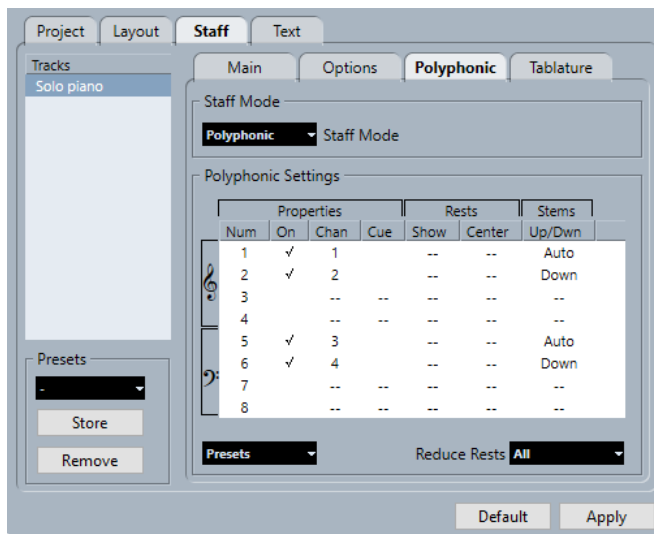 Project Layout Staff Text
Tracks
Solo piano
Main Options Polyphonic Tablature
Staff Mode
Polyphonic Staff Mode
Polyphonic Settings
Properties Rests Stems
Num On Chan Cue Show Center Up/Dwn
1 √ 1 -- -- Auto
2 √ 2 -- -- Down
3 -- -- -- -- --
4 -- -- -- -- --
5 √ 3 -- -- Auto
6 √ 4 -- -- Down
7 -- -- -- -- --
8 -- -- -- -- --
Presets
-
Store
Remove
Presets Reduce Rests All
Default Apply